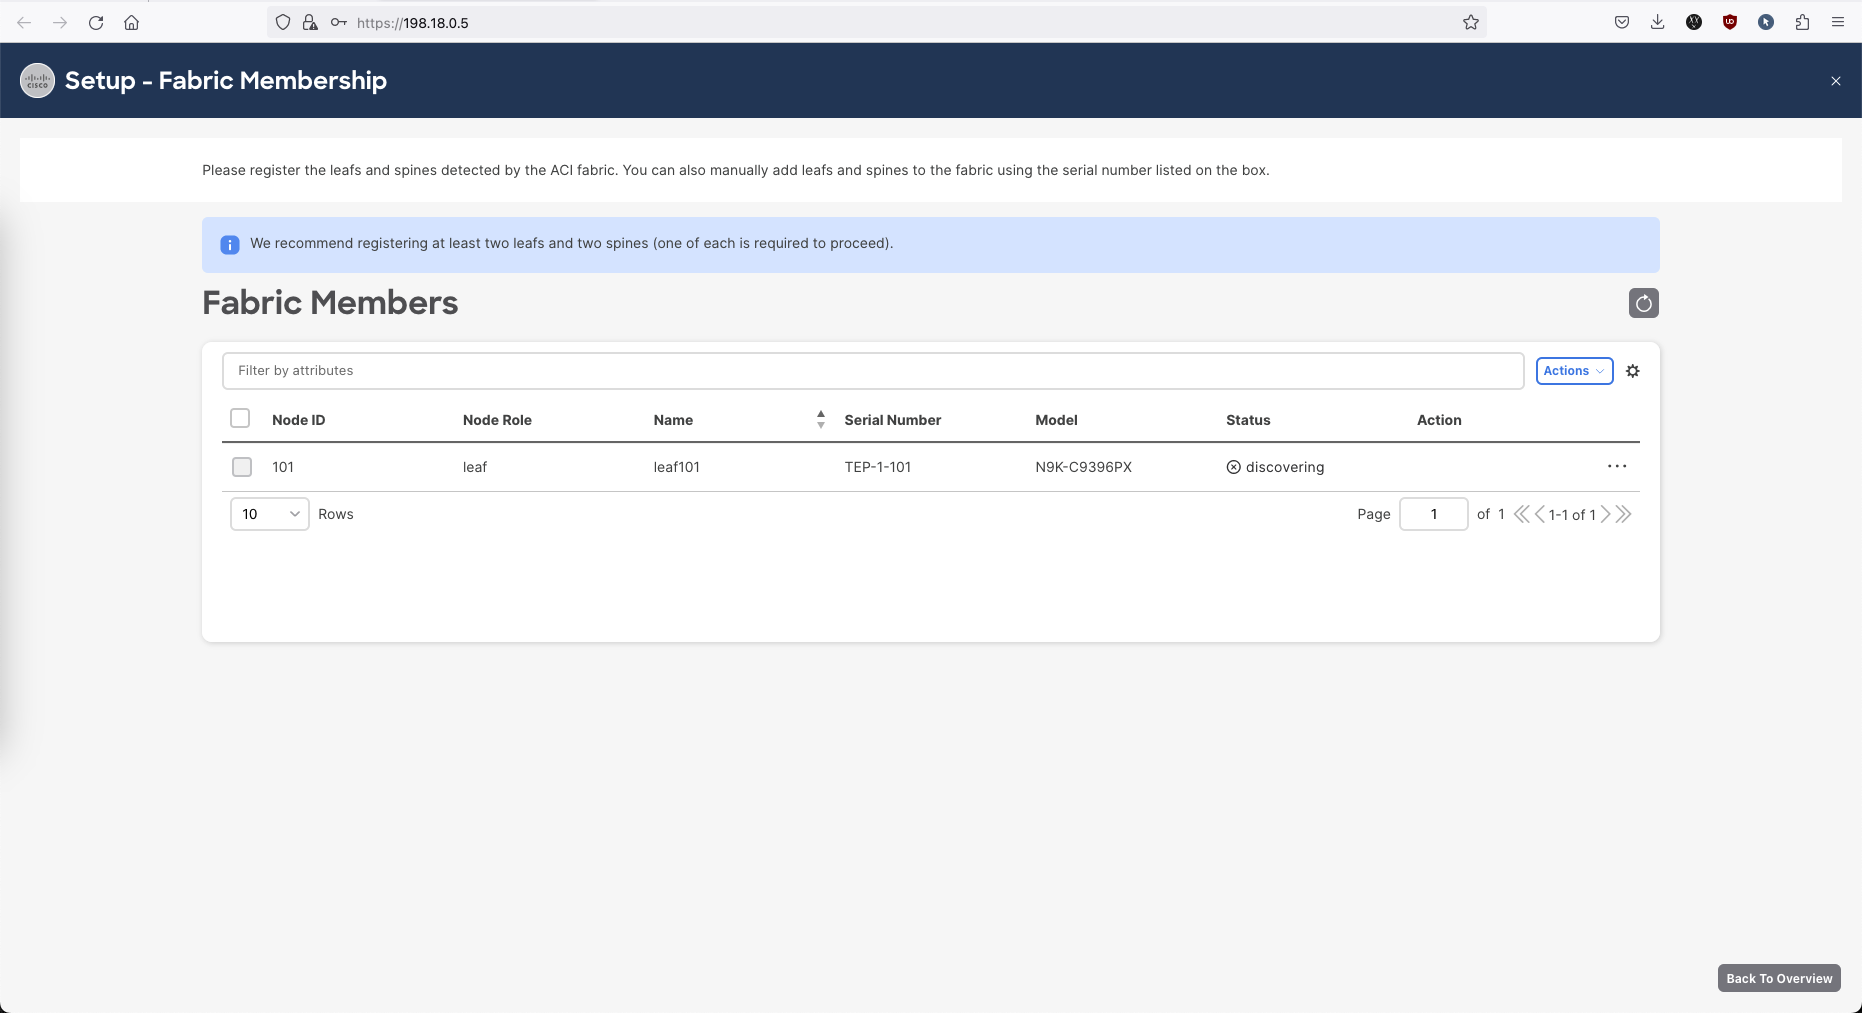 https://198.18.0.5
CISCO
Setup - Fabric Membership
Please register the leafs and spines detected by the ACI fabric. You can also manually add leafs and spines to the fabric using the serial number listed on the box.
We recommend registering at least two leafs and two spines (one of each is required to proceed).
Fabric Members
Filter by attributes
Actions
Node ID Node Role Name Serial Number Model Status Action
101 leaf leaf101 TEP-1-101 N9K-C9396PX discovering
10 Rows Page 1 of 1 1-1 of 1
Back To Overview